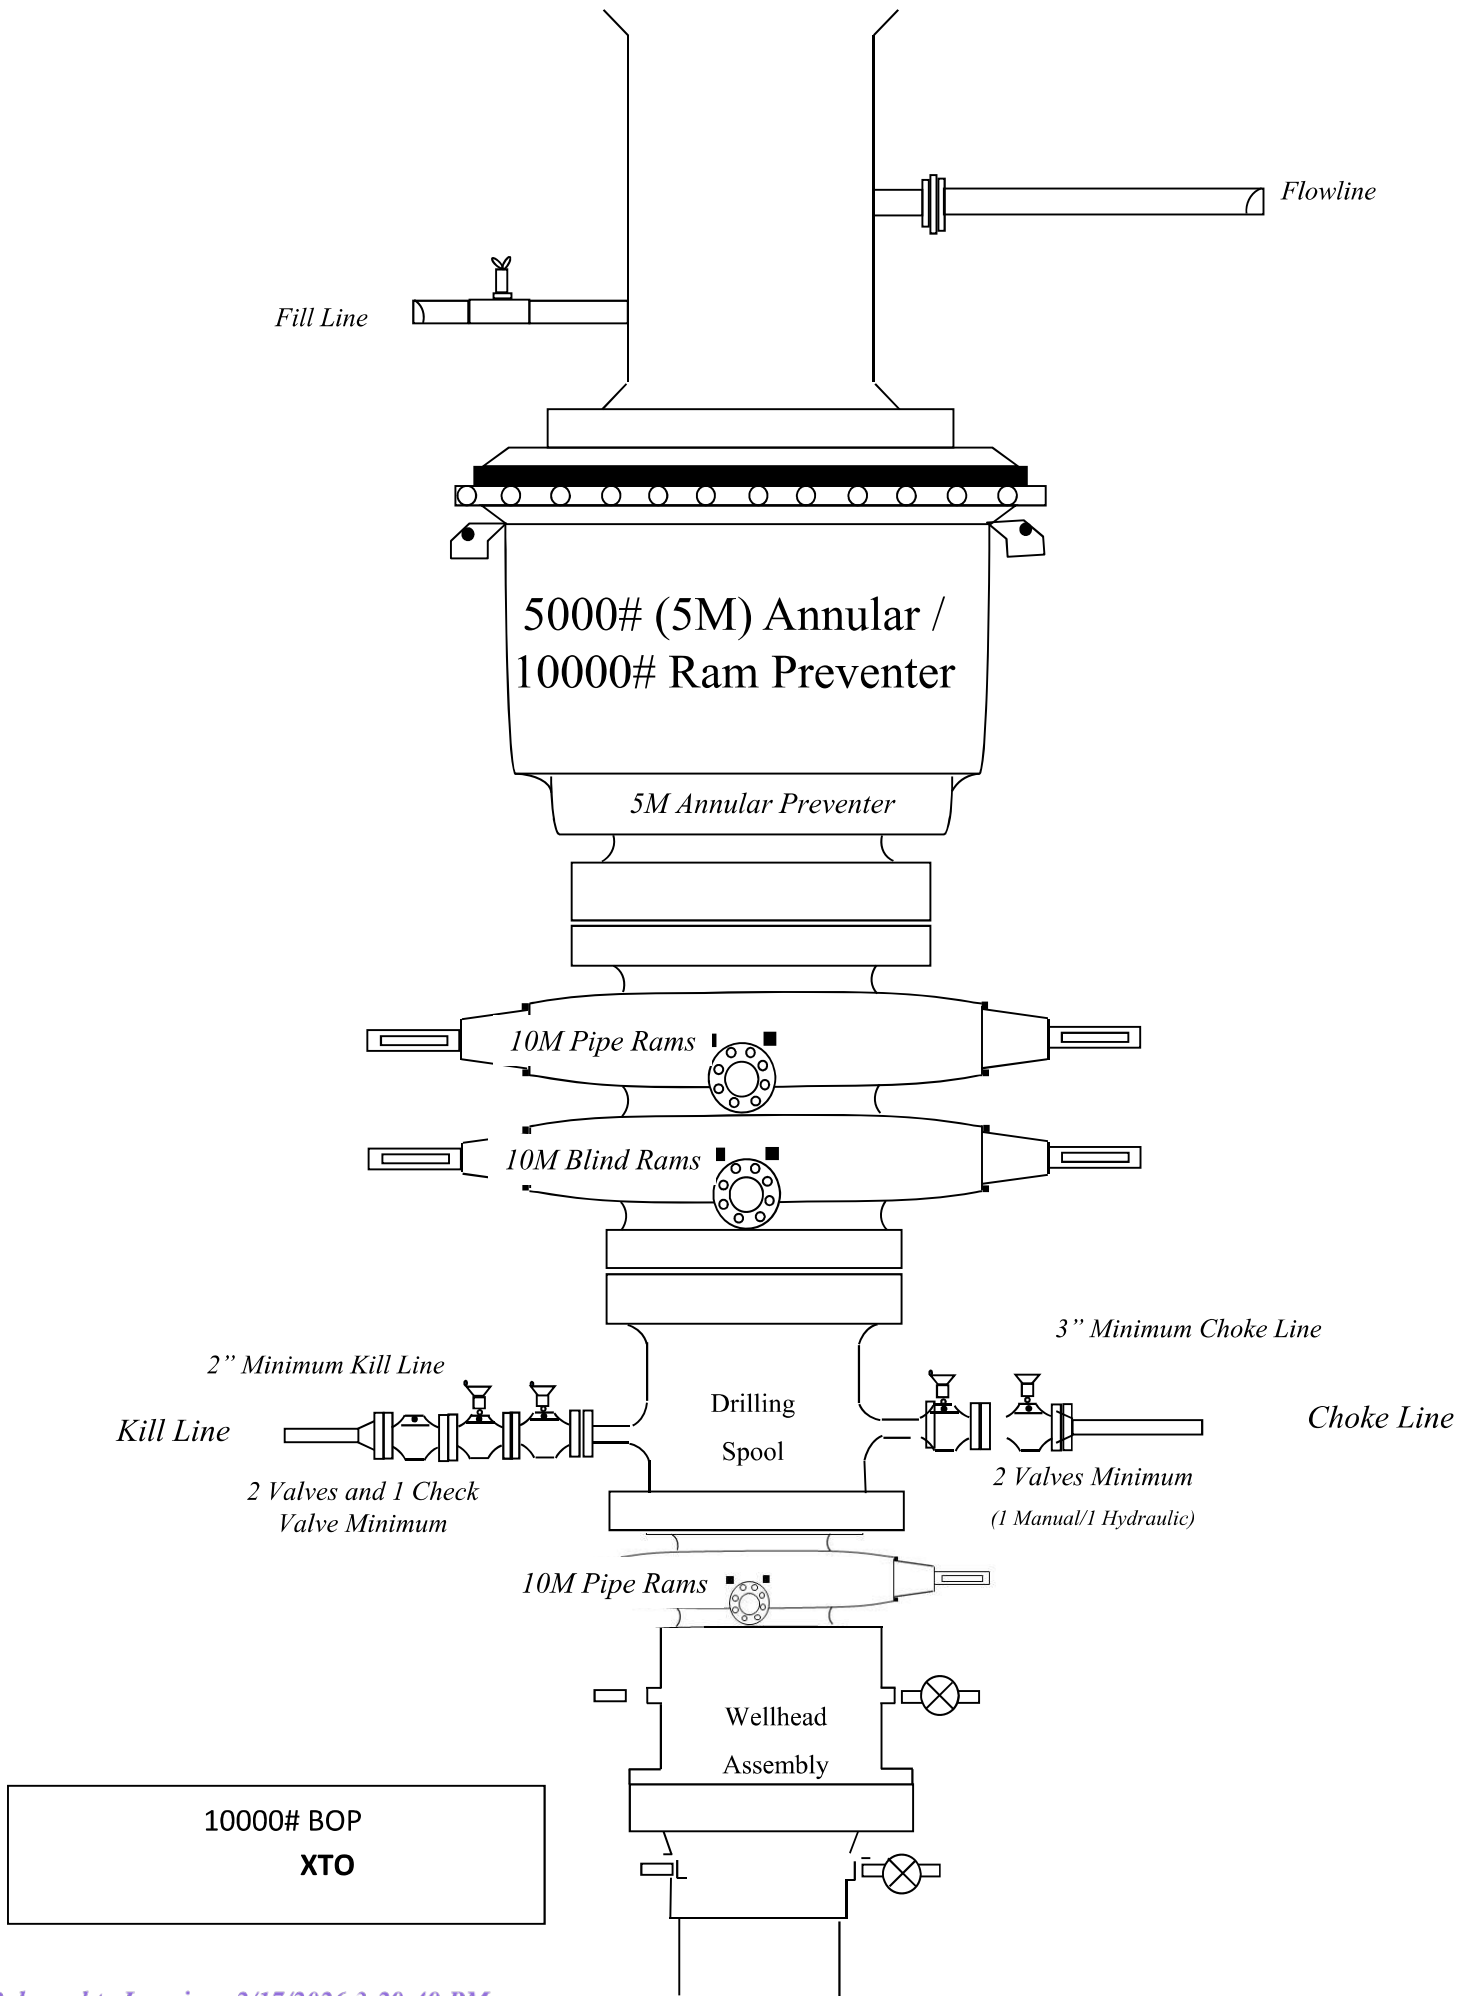 Flowline
Fill Line
5000# (5M) Annular /
10000# Ram Preventer
5M Annular Preventer
10M Pipe Rams
10M Blind Rams
3” Minimum Choke Line
2” Minimum Kill Line
Drilling
Spool
Kill Line
Choke Line
2 Valves and 1 Check
Valve Minimum
2 Valves Minimum
(1 Manual/1 Hydraulic)
10M Pipe Rams
Wellhead
Assembly
10000# BOP
XTO